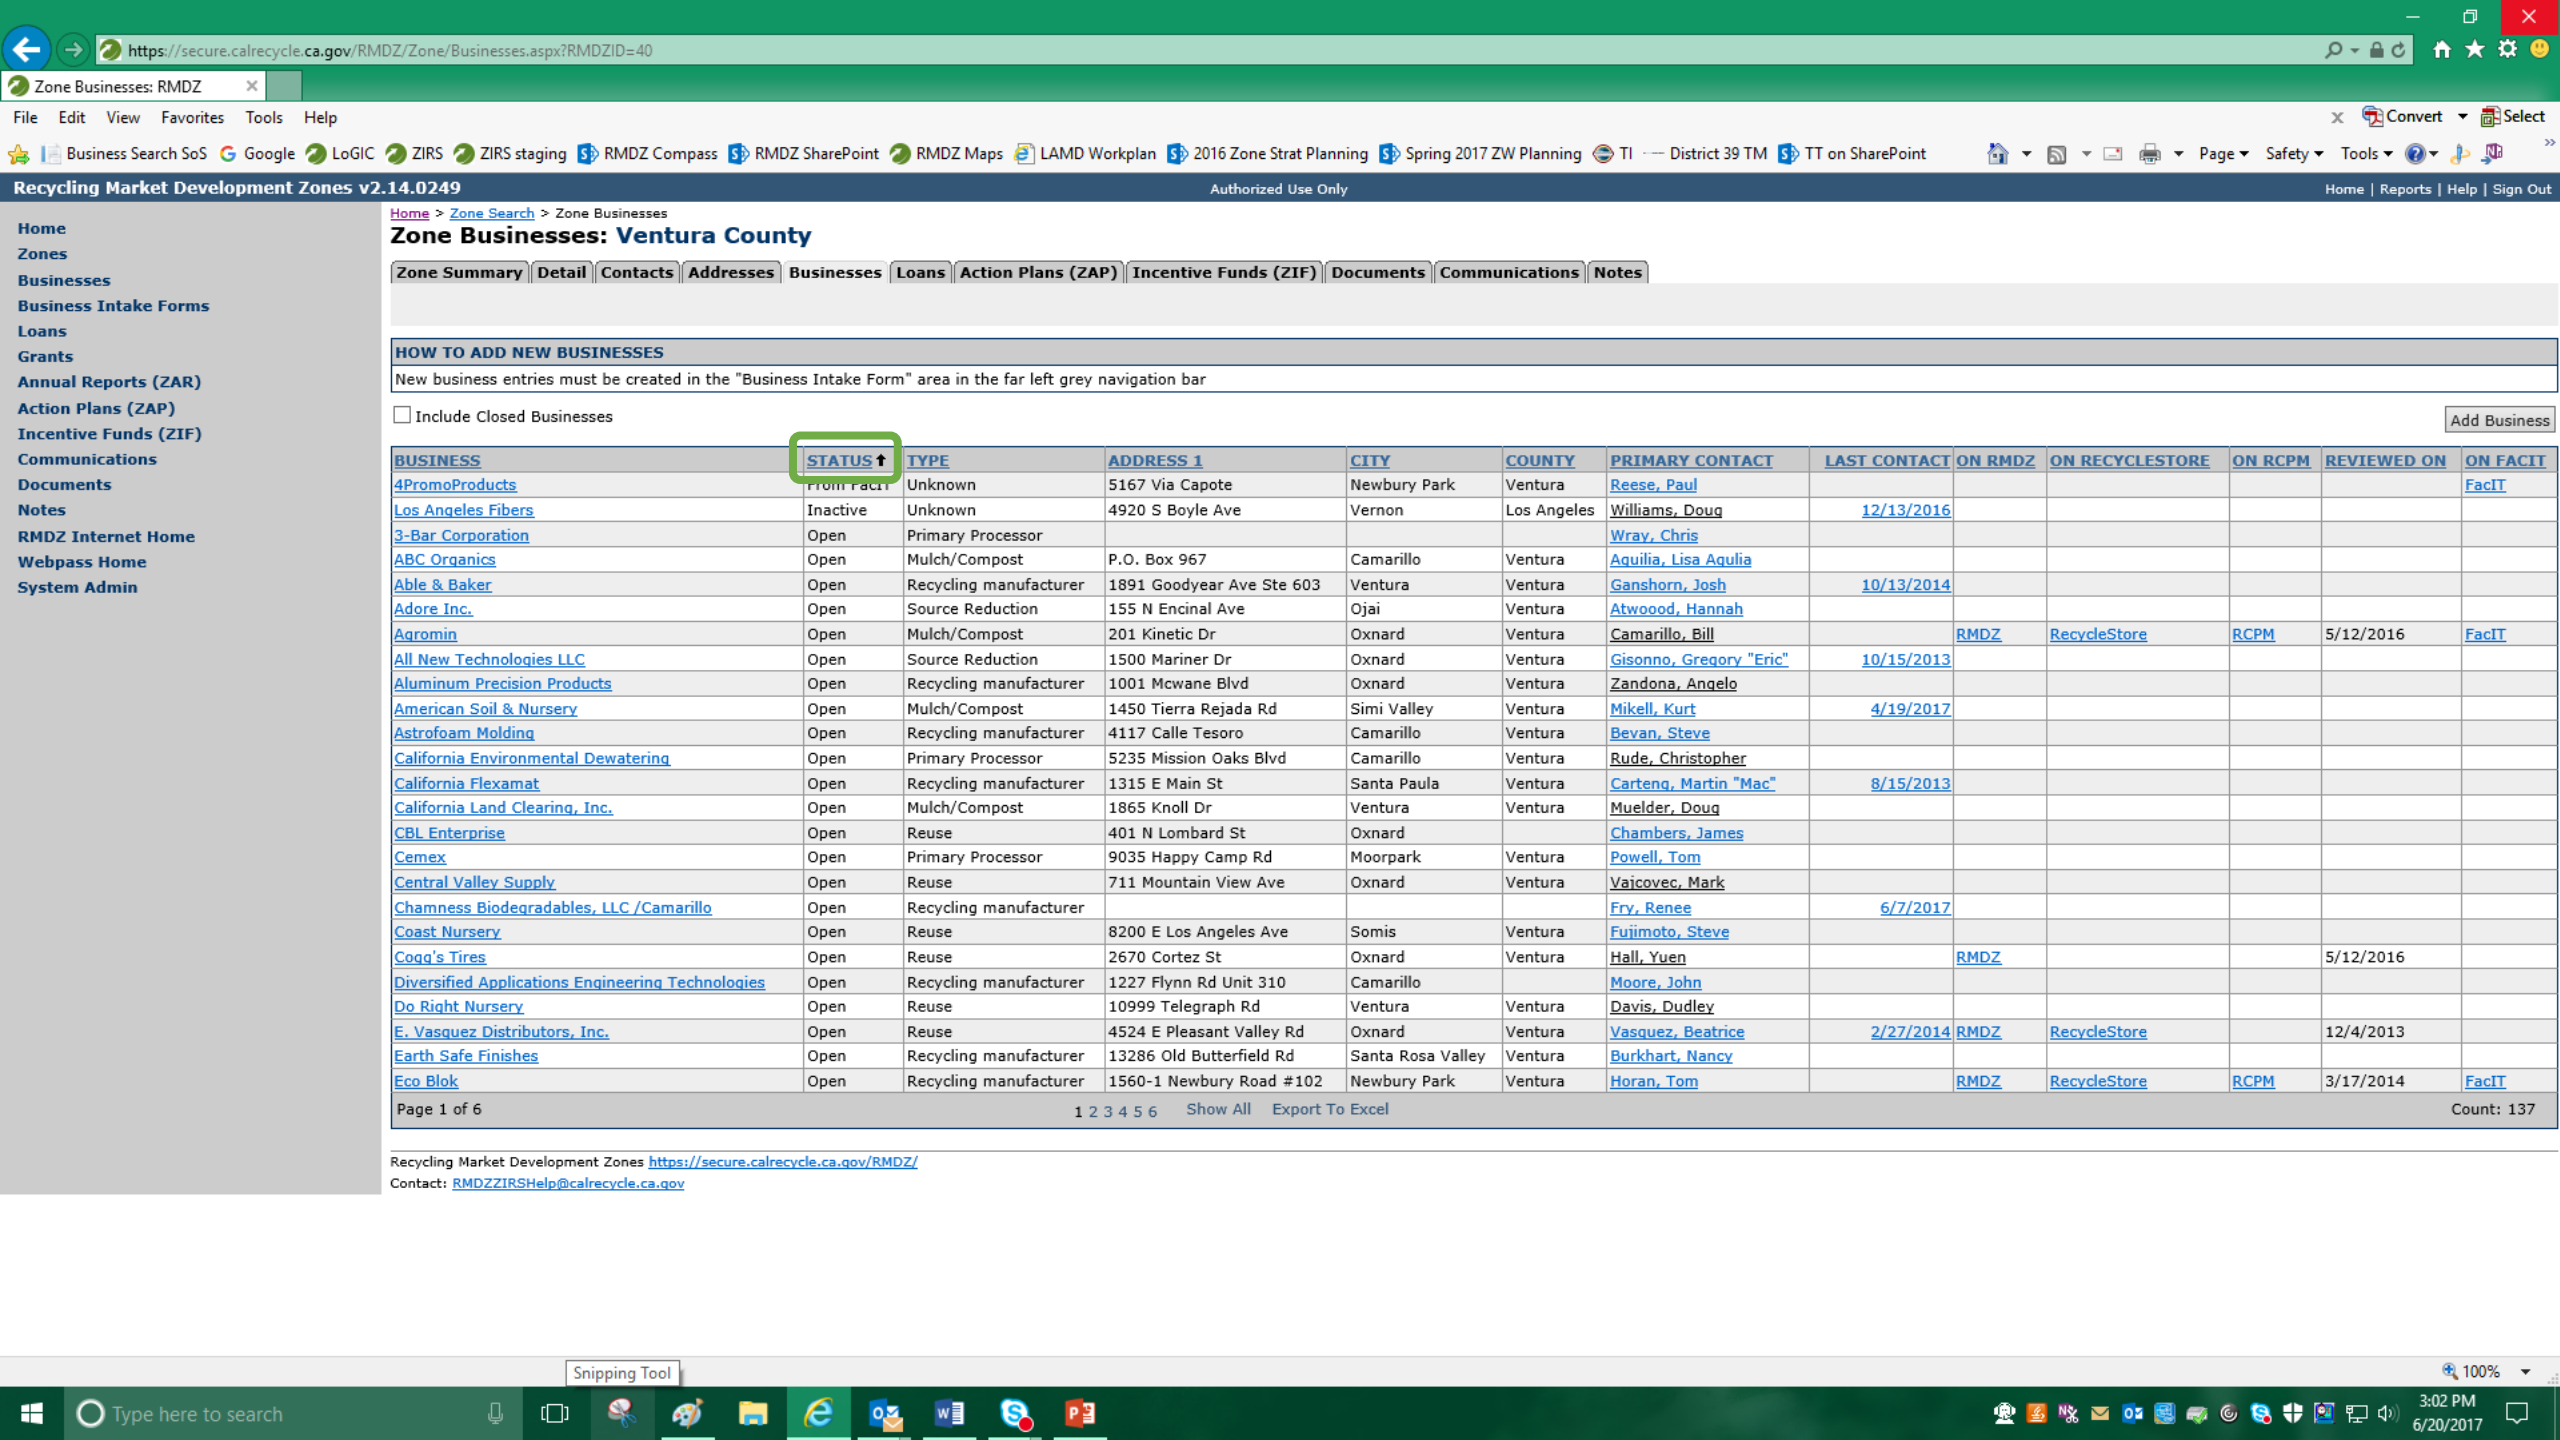 https://secure.calrecycle.ca.gov/RMDZ/Zone/Businesses.aspx?RMDZID=40
Zone Businesses: RMDZ
File Edit View Favorites Tools Help
Convert Select
Business Search SoS Google LoGIC ZIRS ZIRS staging RMDZ Compass RMDZ SharePoint RMDZ Maps LAMD Workplan 2016 Zone Strat Planning Spring 2017 ZW Planning TI District 39 TM TT on SharePoint Page Safety Tools
Recycling Market Development Zones v2.14.0249 Authorized Use Only Home | Reports | Help | Sign Out
Home
Zones
Businesses
Business Intake Forms
Loans
Grants
Annual Reports (ZAR)
Action Plans (ZAP)
Incentive Funds (ZIF)
Communications
Documents
Notes
RMDZ Internet Home
Webpass Home
System Admin
Home > Zone Search > Zone Businesses
Zone Businesses: Ventura County
Zone Summary Detail Contacts Addresses Businesses Loans Action Plans (ZAP) Incentive Funds (ZIF) Documents Communications Notes
HOW TO ADD NEW BUSINESSES
New business entries must be created in the "Business Intake Form" area in the far left grey navigation bar
Include Closed Businesses
Add Business
BUSINESS STATUS TYPE ADDRESS 1 CITY COUNTY PRIMARY CONTACT LAST CONTACT ON RMDZ ON RECYCLESTORE ON RCPM REVIEWED ON ON FACIT
4PromoProducts From FacIT Unknown 5167 Via Capote Newbury Park Ventura Reese, Paul FacIT
Los Angeles Fibers Inactive Unknown 4920 S Boyle Ave Vernon Los Angeles Williams, Doug 12/13/2016
3-Bar Corporation Open Primary Processor Wray, Chris
ABC Organics Open Mulch/Compost P.O. Box 967 Camarillo Ventura Aquilia, Lisa Aqulia
Able & Baker Open Recycling manufacturer 1891 Goodyear Ave Ste 603 Ventura Ventura Ganshorn, Josh 10/13/2014
Adore Inc. Open Source Reduction 155 N Encinal Ave Ojai Ventura Atwoood, Hannah
Agromin Open Mulch/Compost 201 Kinetic Dr Oxnard Ventura Camarillo, Bill RMDZ RecycleStore RCPM 5/12/2016 FacIT
All New Technologies LLC Open Source Reduction 1500 Mariner Dr Oxnard Ventura Gisonno, Gregory "Eric" 10/15/2013
Aluminum Precision Products Open Recycling manufacturer 1001 Mcwane Blvd Oxnard Ventura Zandona, Angelo
American Soil & Nursery Open Mulch/Compost 1450 Tierra Rejada Rd Simi Valley Ventura Mikell, Kurt 4/19/2017
Astrofoam Molding Open Recycling manufacturer 4117 Calle Tesoro Camarillo Ventura Bevan, Steve
California Environmental Dewatering Open Primary Processor 5235 Mission Oaks Blvd Camarillo Ventura Rude, Christopher
California Flexamat Open Recycling manufacturer 1315 E Main St Santa Paula Ventura Carteng, Martin "Mac" 8/15/2013
California Land Clearing, Inc. Open Mulch/Compost 1865 Knoll Dr Ventura Ventura Muelder, Doug
CBL Enterprise Open Reuse 401 N Lombard St Oxnard Chambers, James
Cemex Open Primary Processor 9035 Happy Camp Rd Moorpark Ventura Powell, Tom
Central Valley Supply Open Reuse 711 Mountain View Ave Oxnard Ventura Vajcovec, Mark
Chamness Biodegradables, LLC /Camarillo Open Recycling manufacturer Fry, Renee 6/7/2017
Coast Nursery Open Reuse 8200 E Los Angeles Ave Somis Ventura Fujimoto, Steve
Cogg's Tires Open Reuse 2670 Cortez St Oxnard Ventura Hall, Yuen RMDZ 5/12/2016
Diversified Applications Engineering Technologies Open Recycling manufacturer 1227 Flynn Rd Unit 310 Camarillo Moore, John
Do Right Nursery Open Reuse 10999 Telegraph Rd Ventura Ventura Davis, Dudley
E. Vasquez Distributors, Inc. Open Reuse 4524 E Pleasant Valley Rd Oxnard Ventura Vasquez, Beatrice 2/27/2014 RMDZ RecycleStore 12/4/2013
Earth Safe Finishes Open Recycling manufacturer 13286 Old Butterfield Rd Santa Rosa Valley Ventura Burkhart, Nancy
Eco Blok Open Recycling manufacturer 1560-1 Newbury Road #102 Newbury Park Ventura Horan, Tom RMDZ RecycleStore RCPM 3/17/2014 FacIT
Page 1 of 6 1 2 3 4 5 6 Show All Export To Excel Count: 137
Recycling Market Development Zones https://secure.calrecycle.ca.gov/RMDZ/
Contact: RMDZZIRSHelp@calrecycle.ca.gov
Snipping Tool
100%
Type here to search
3:02 PM
6/20/2017